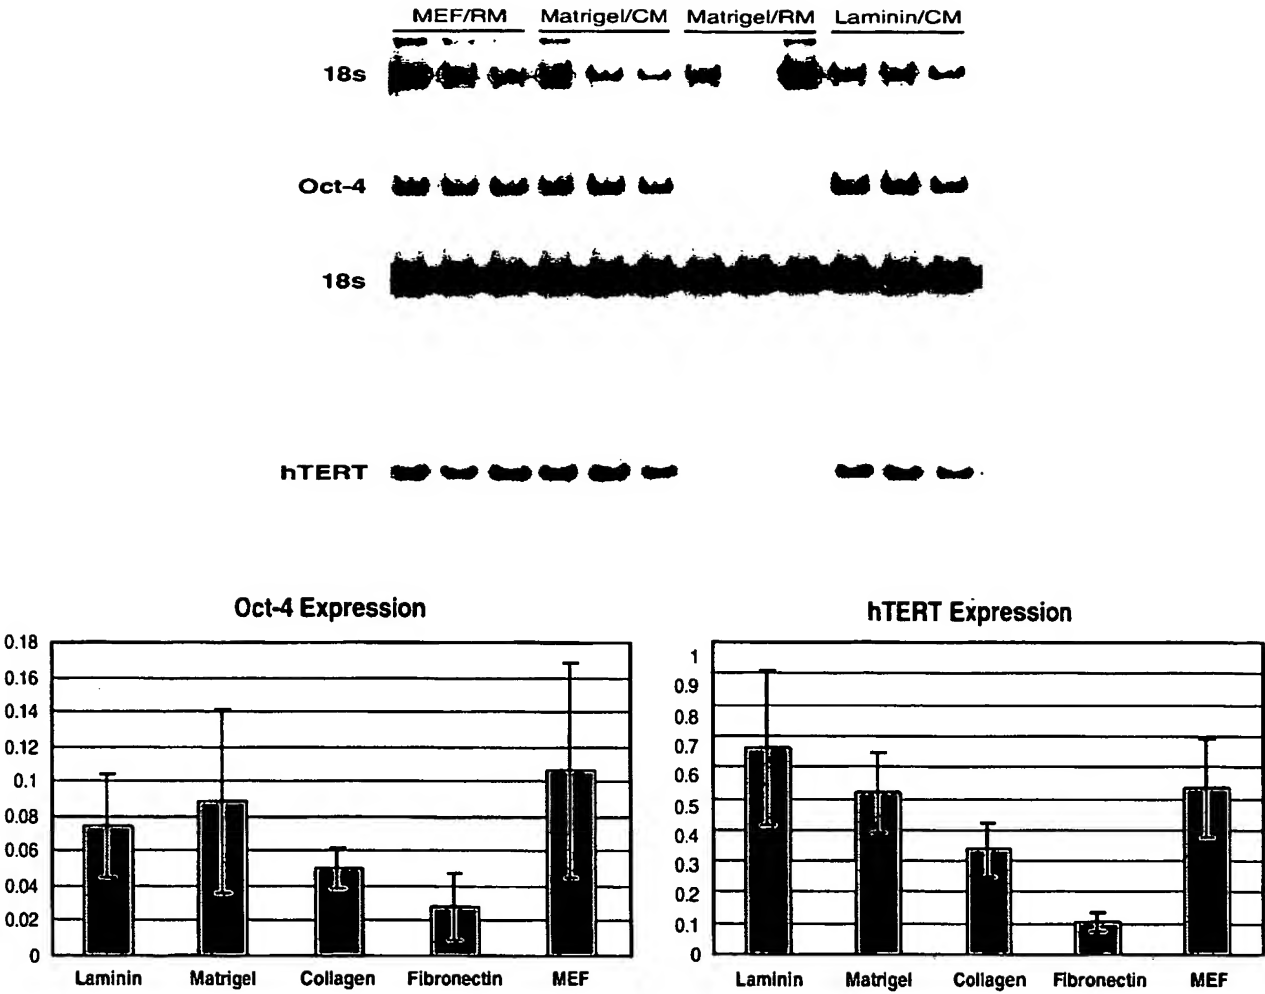 MEF/RM Matrigel/CM Matrigel/RM Laminin/CM
18s
Oct-4
18s
hTERT
Oct-4 Expression
0.18
0.16
0.14
0.12
0.1
0.08
0.06
0.04
0.02
0
Laminin Matrigel Collagen Fibronectin MEF
hTERT Expression
1
0.9
0.8
0.7
0.6
0.5
0.4
0.3
0.2
0.1
0
Laminin Matrigel Collagen Fibronectin MEF